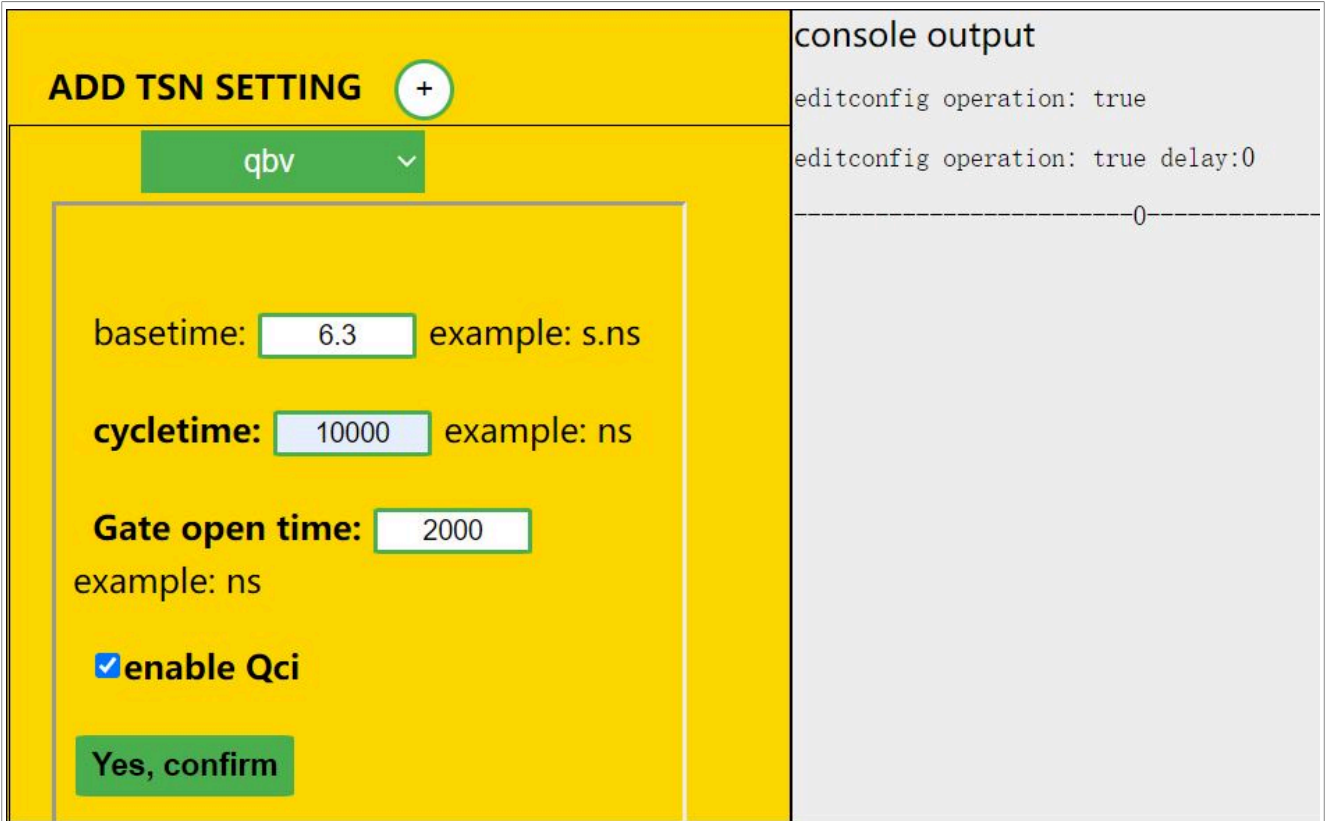 ADD TSN SETTING +
qbv
basetime: 6.3 example: s.ns
cycletime: 10000 example: ns
Gate open time: 2000
example: ns
enable Qci
Yes, confirm
console output
editconfig operation: true
editconfig operation: true delay:0
-------------------------0-------------